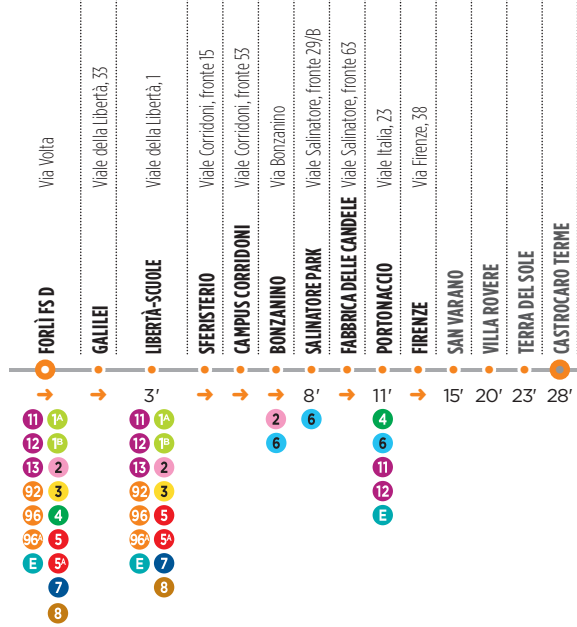 Via Volta
Viale della Libertà, 33
Viale della Libertà, 1
Viale Corridoni, fronte 15
Viale Corridoni, fronte 53
Via Bonzanino
Viale Salinatore, fronte 29/B
Viale Salinatore, fronte 63
Viale Italia, 23
Via Firenze, 38
FORLÌ FS D
GALILEI
LIBERTÀ-SCUOLE
SFERISTERIO
CAMPUS CORRIDONI
BONZANINO
SALINATORE PARK
FABBRICA DELLE CANDELE
PORTONACCIO
FIRENZE
SAN VARANO
VILLA ROVERE
TERRA DEL SOLE
CASTROCARO TERME
→ → 3' → → → 8' → 11' → 15' 20' 23' 28'
11 1A 11 1A 2 6 4
12 1B 12 1B 6 6
13 2 13 2 11
92 3 92 3 12
96 4 96 5 E
96A 5 96A 5A
E 5A E 7
7 8
8